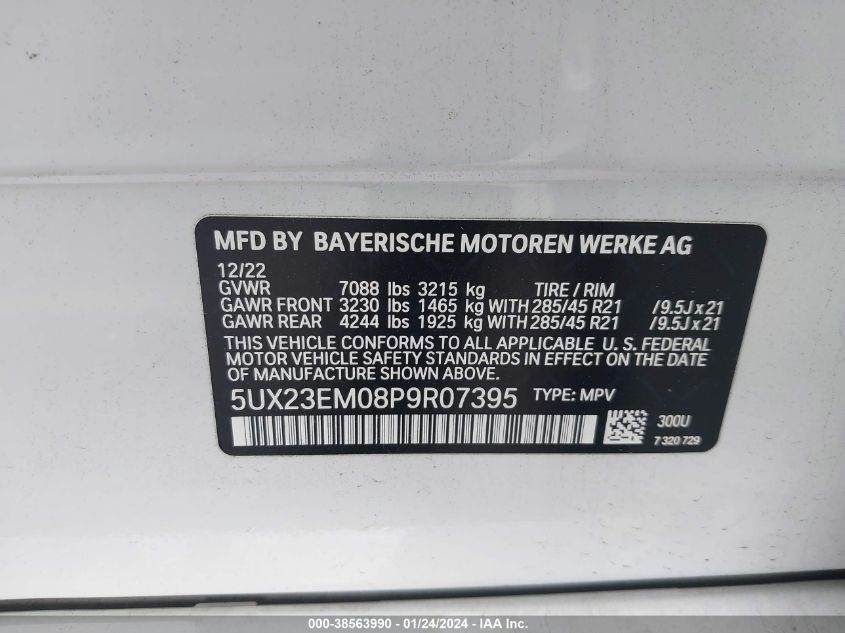 MFD BY BAYERISCHE MOTOREN WERKE AG
12/22
GVWR 7088 lbs 3215 kg TIRE / RIM
GAWR FRONT 3230 lbs 1465 kg WITH 285/45 R21 /9.5J x 21
GAWR REAR 4244 lbs 1925 kg WITH 285/45 R21 /9.5J x 21
THIS VEHICLE CONFORMS TO ALL APPLICABLE U. S. FEDERAL
MOTOR VEHICLE SAFETY STANDARDS IN EFFECT ON THE DATE
OF MANUFACTURE SHOWN ABOVE.
5UX23EM08P9R07395 TYPE: MPV
300U
7 320 729
000-38563990 - 01/24/2024 - IAA Inc.